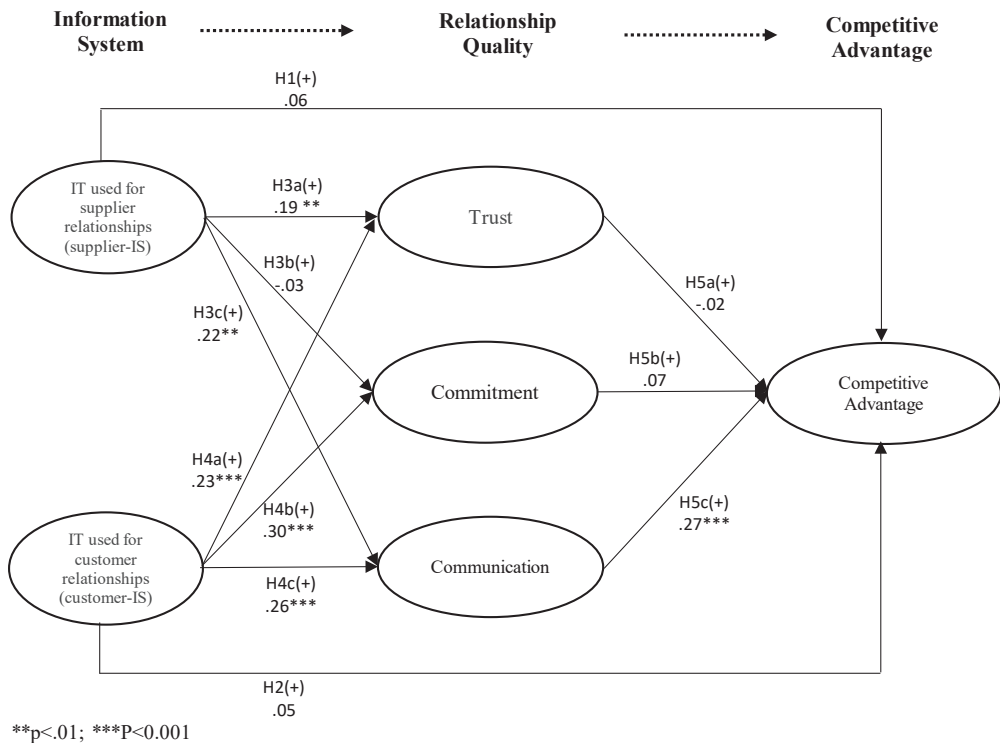 Information
System
Relationship
Quality
Competitive
Advantage
H1(+)
.06
IT used for
supplier
relationships
(supplier-IS)
H3a(+)
.19 **
Trust
H3b(+)
-.03
H3c(+)
.22**
H5a(+)
-.02
Commitment
H5b(+)
.07
Competitive
Advantage
H4a(+)
.23***
H4b(+)
.30***
H5c(+)
.27***
IT used for
customer
relationships
(customer-IS)
Communication
H4c(+)
.26***
H2(+)
.05
**p<.01; ***P<0.001